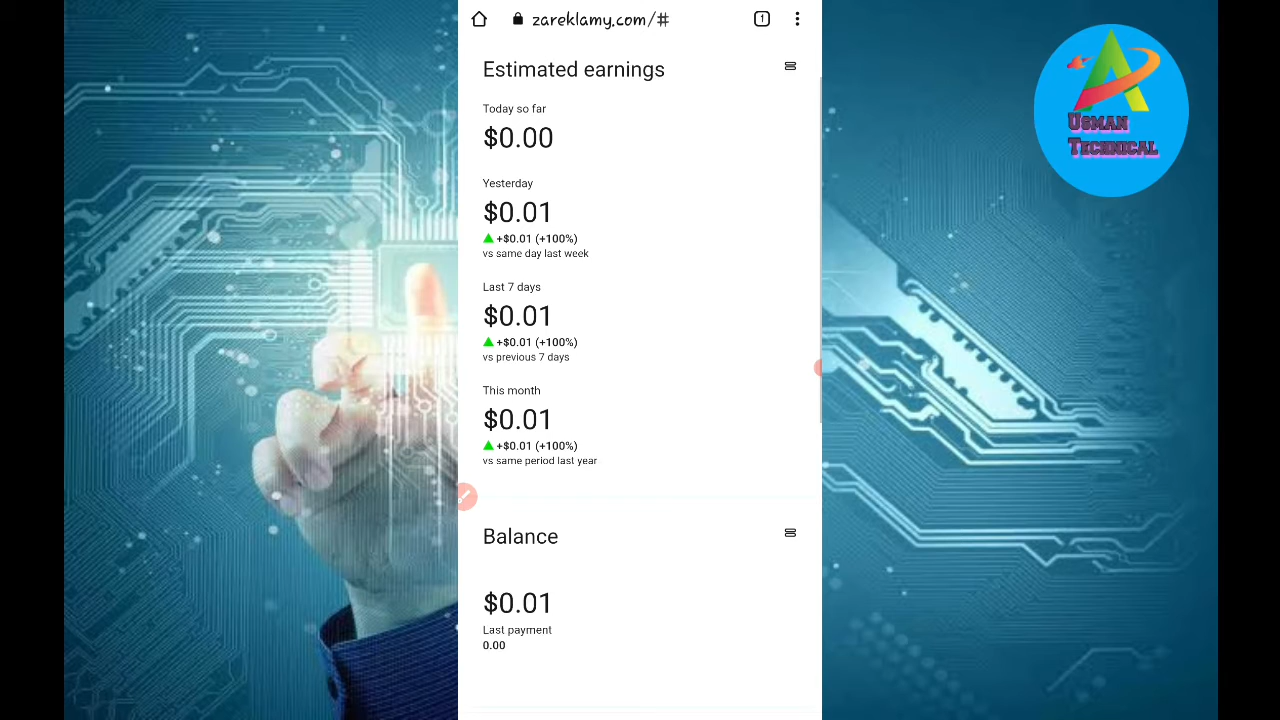 zareklamy.com/#
1
Estimated earnings
Today so far
$0.00
Yesterday
$0.01
+$0.01 (+100%)
vs same day last week
Last 7 days
$0.01
+$0.01 (+100%)
vs previous 7 days
This month
$0.01
+$0.01 (+100%)
vs same period last year
Balance
$0.01
Last payment
0.00
Usman
Technical